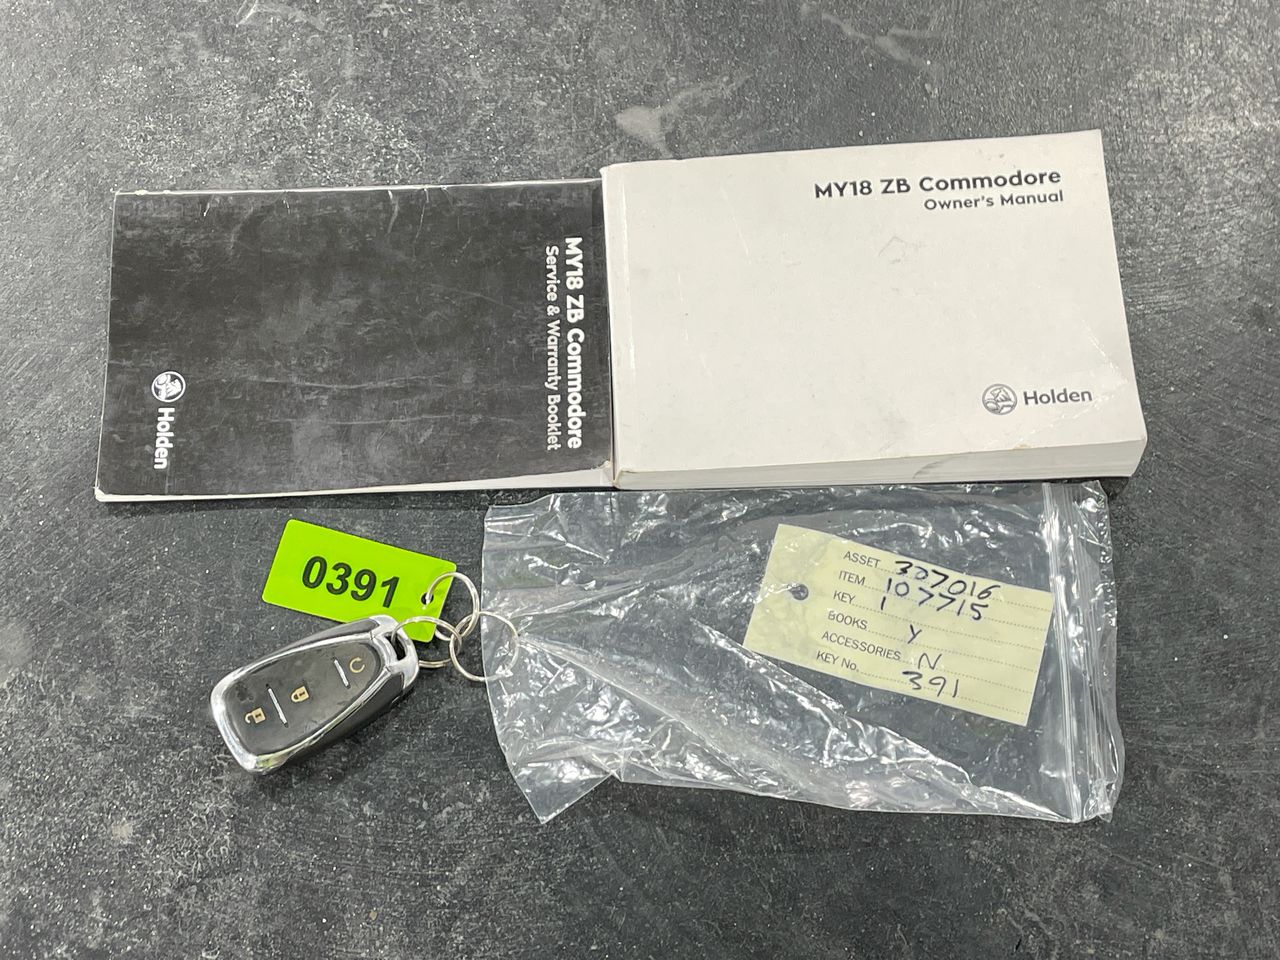 MY18 ZB Commodore
Service & Warranty Booklet
Holden
MY18 ZB Commodore
Owner's Manual
Holden
0391
ASSET 307016
ITEM 107715
KEY 1
BOOKS Y
ACCESSORIES N
KEY No. 391